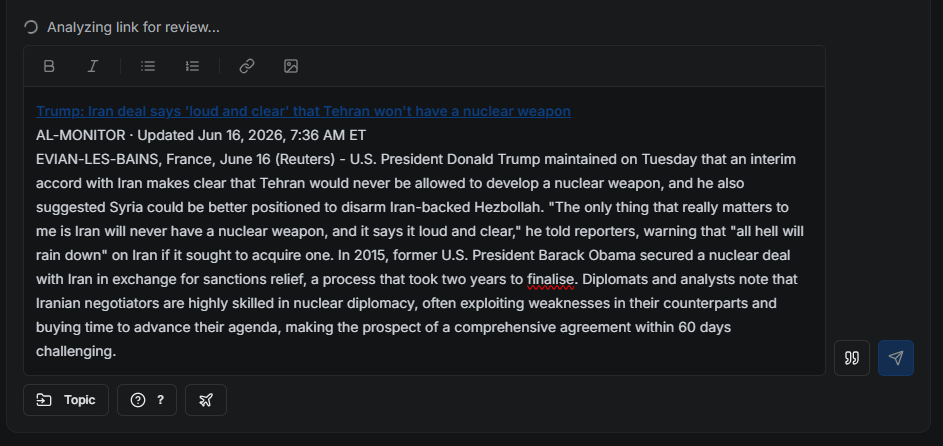 Analyzing link for review...
Trump: Iran deal says 'loud and clear' that Tehran won't have a nuclear weapon
AL-MONITOR · Updated Jun 16, 2026, 7:36 AM ET
EVIAN-LES-BAINS, France, June 16 (Reuters) - U.S. President Donald Trump maintained on Tuesday that an interim
accord with Iran makes clear that Tehran would never be allowed to develop a nuclear weapon, and he also
suggested Syria could be better positioned to disarm Iran-backed Hezbollah. "The only thing that really matters to
me is Iran will never have a nuclear weapon, and it says it loud and clear," he told reporters, warning that "all hell will
rain down" on Iran if it sought to acquire one. In 2015, former U.S. President Barack Obama secured a nuclear deal
with Iran in exchange for sanctions relief, a process that took two years to finalise. Diplomats and analysts note that
Iranian negotiators are highly skilled in nuclear diplomacy, often exploiting weaknesses in their counterparts and
buying time to advance their agenda, making the prospect of a comprehensive agreement within 60 days
challenging.
Topic
?